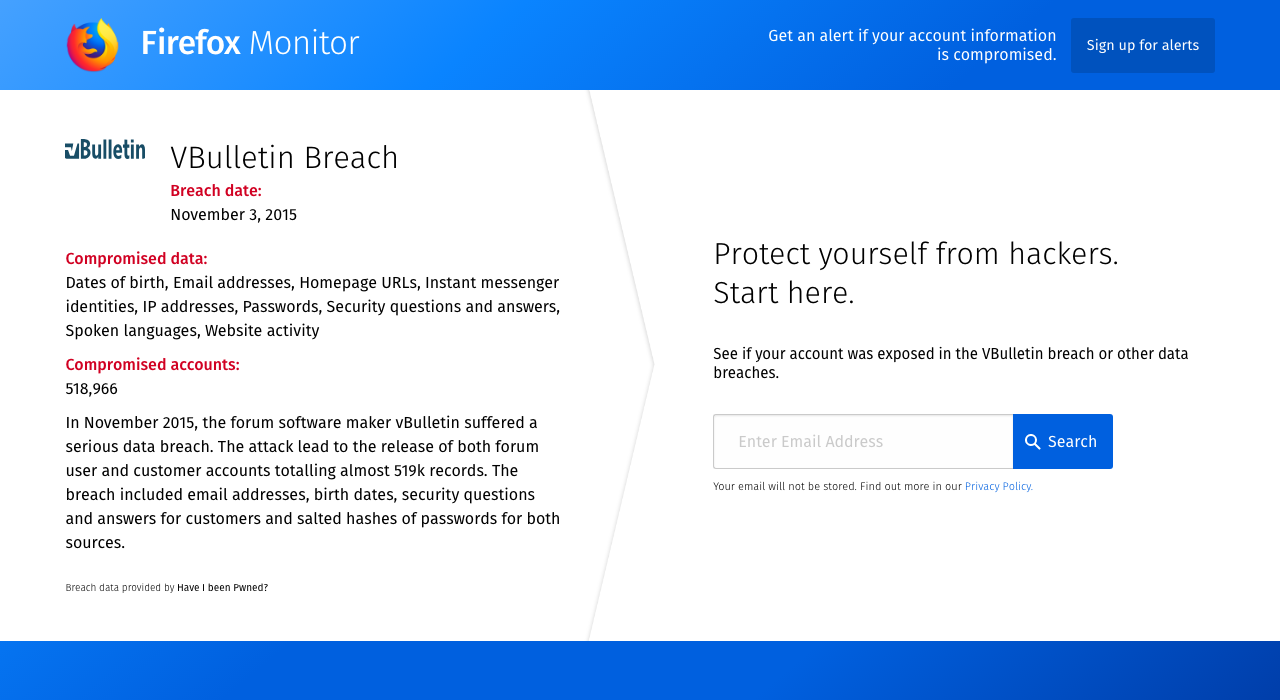 Firefox Monitor
Get an alert if your account information
is compromised.
Sign up for alerts
vBulletin
VBulletin Breach
Breach date:
November 3, 2015
Compromised data:
Dates of birth, Email addresses, Homepage URLs, Instant messenger
identities, IP addresses, Passwords, Security questions and answers,
Spoken languages, Website activity
Compromised accounts:
518,966
In November 2015, the forum software maker vBulletin suffered a
serious data breach. The attack lead to the release of both forum
user and customer accounts totalling almost 519k records. The
breach included email addresses, birth dates, security questions
and answers for customers and salted hashes of passwords for both
sources.
Breach data provided by Have I been Pwned?
Protect yourself from hackers.
Start here.
See if your account was exposed in the VBulletin breach or other data
breaches.
Enter Email Address
Search
Your email will not be stored. Find out more in our Privacy Policy.